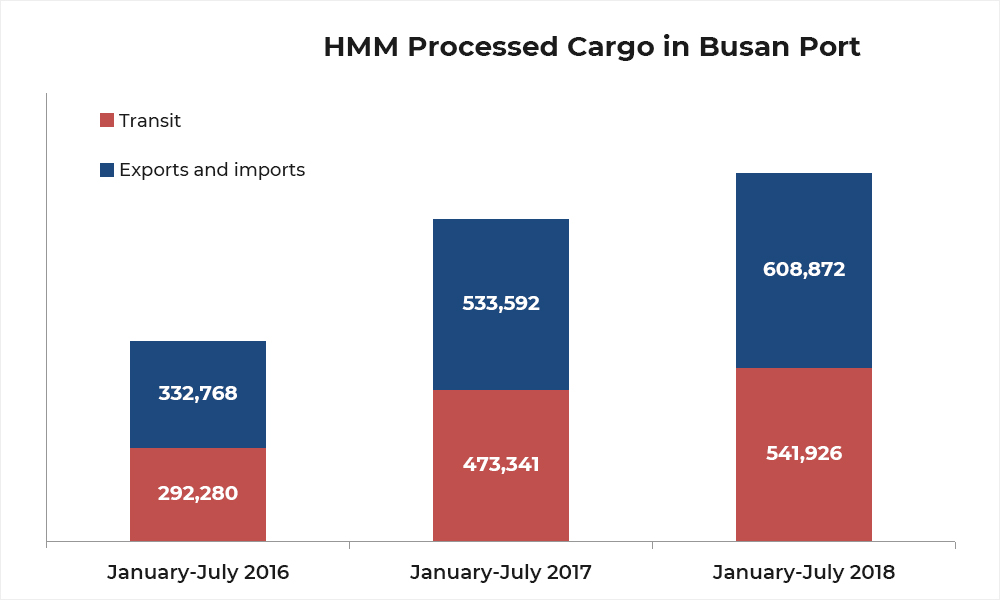 HMM Processed Cargo in Busan Port
Transit
Exports and imports
608,872
533,592
332,768
541,926
473,341
292,280
January-July 2016
January-July 2017
January-July 2018